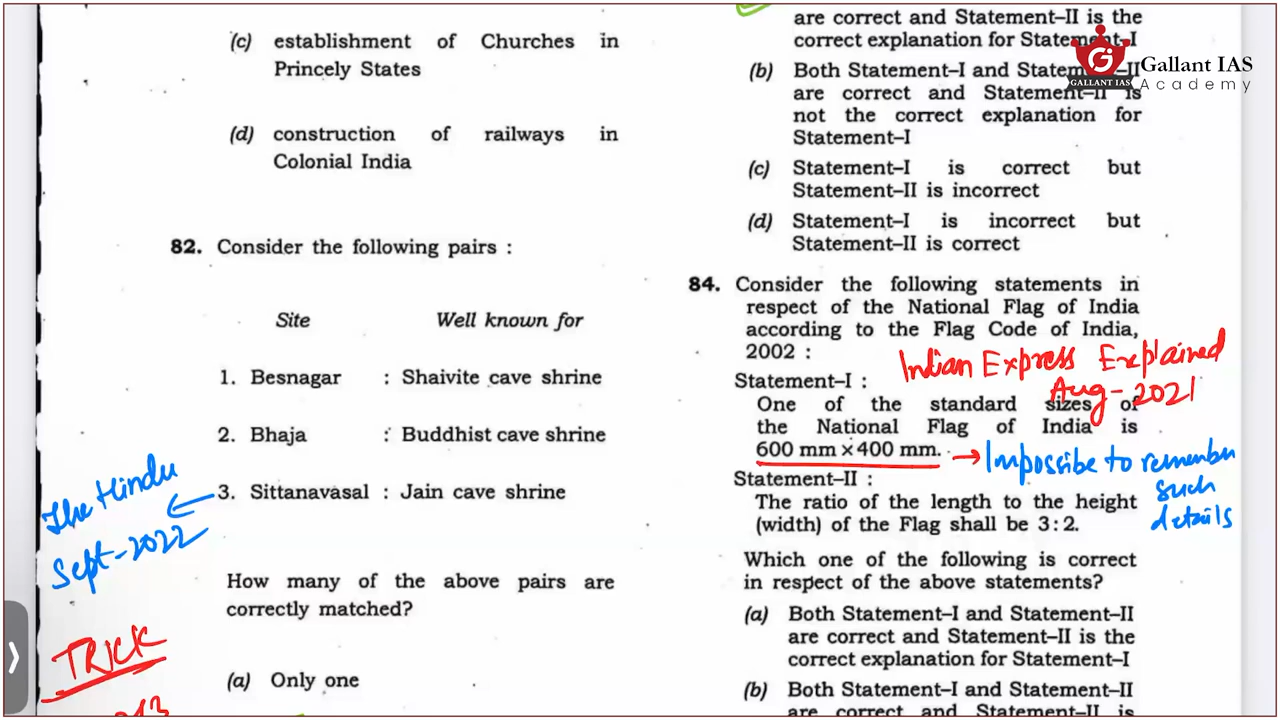 (c) establishment of Churches in
Princely States
(d) construction of railways in
Colonial India
82. Consider the following pairs :
Site Well known for
1. Besnagar : Shaivite cave shrine
2. Bhaja : Buddhist cave shrine
3. Sittanavasal : Jain cave shrine
The Hindu
Sept-2022
How many of the above pairs are
correctly matched?
TRICK
(a) Only one
are correct and Statement-II is the
correct explanation for Statement-I
(b) Both Statement-I and Statement-II
are correct and Statement-II is
not the correct explanation for
Statement-I
(c) Statement-I is correct but
Statement-II is incorrect
(d) Statement-I is incorrect but
Statement-II is correct
Gallant IAS
Academy
GALLANT IAS
84. Consider the following statements in
respect of the National Flag of India
according to the Flag Code of India,
2002 :
Indian Express Explained
Aug-2021
Statement-I :
One of the standard sizes of
the National Flag of India is
600 mm × 400 mm.
Impossibe to remember
such
details
Statement-II :
The ratio of the length to the height
(width) of the Flag shall be 3 : 2.
Which one of the following is correct
in respect of the above statements?
(a) Both Statement-I and Statement-II
are correct and Statement-II is the
correct explanation for Statement-I
(b) Both Statement-I and Statement-II
are correct and Statement-II is